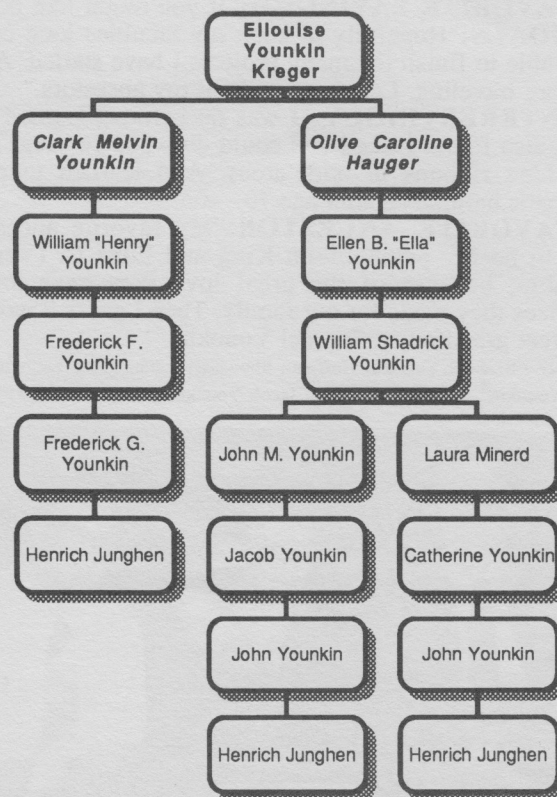 Ellouise
Younkin
Kreger
Clark Melvin
Younkin
Olive Caroline
Hauger
William "Henry"
Younkin
Ellen B. "Ella"
Younkin
Frederick F.
Younkin
William Shadrick
Younkin
Frederick G.
Younkin
John M. Younkin
Laura Minerd
Henrich Junghen
Jacob Younkin
Catherine Younkin
John Younkin
John Younkin
Henrich Junghen
Henrich Junghen